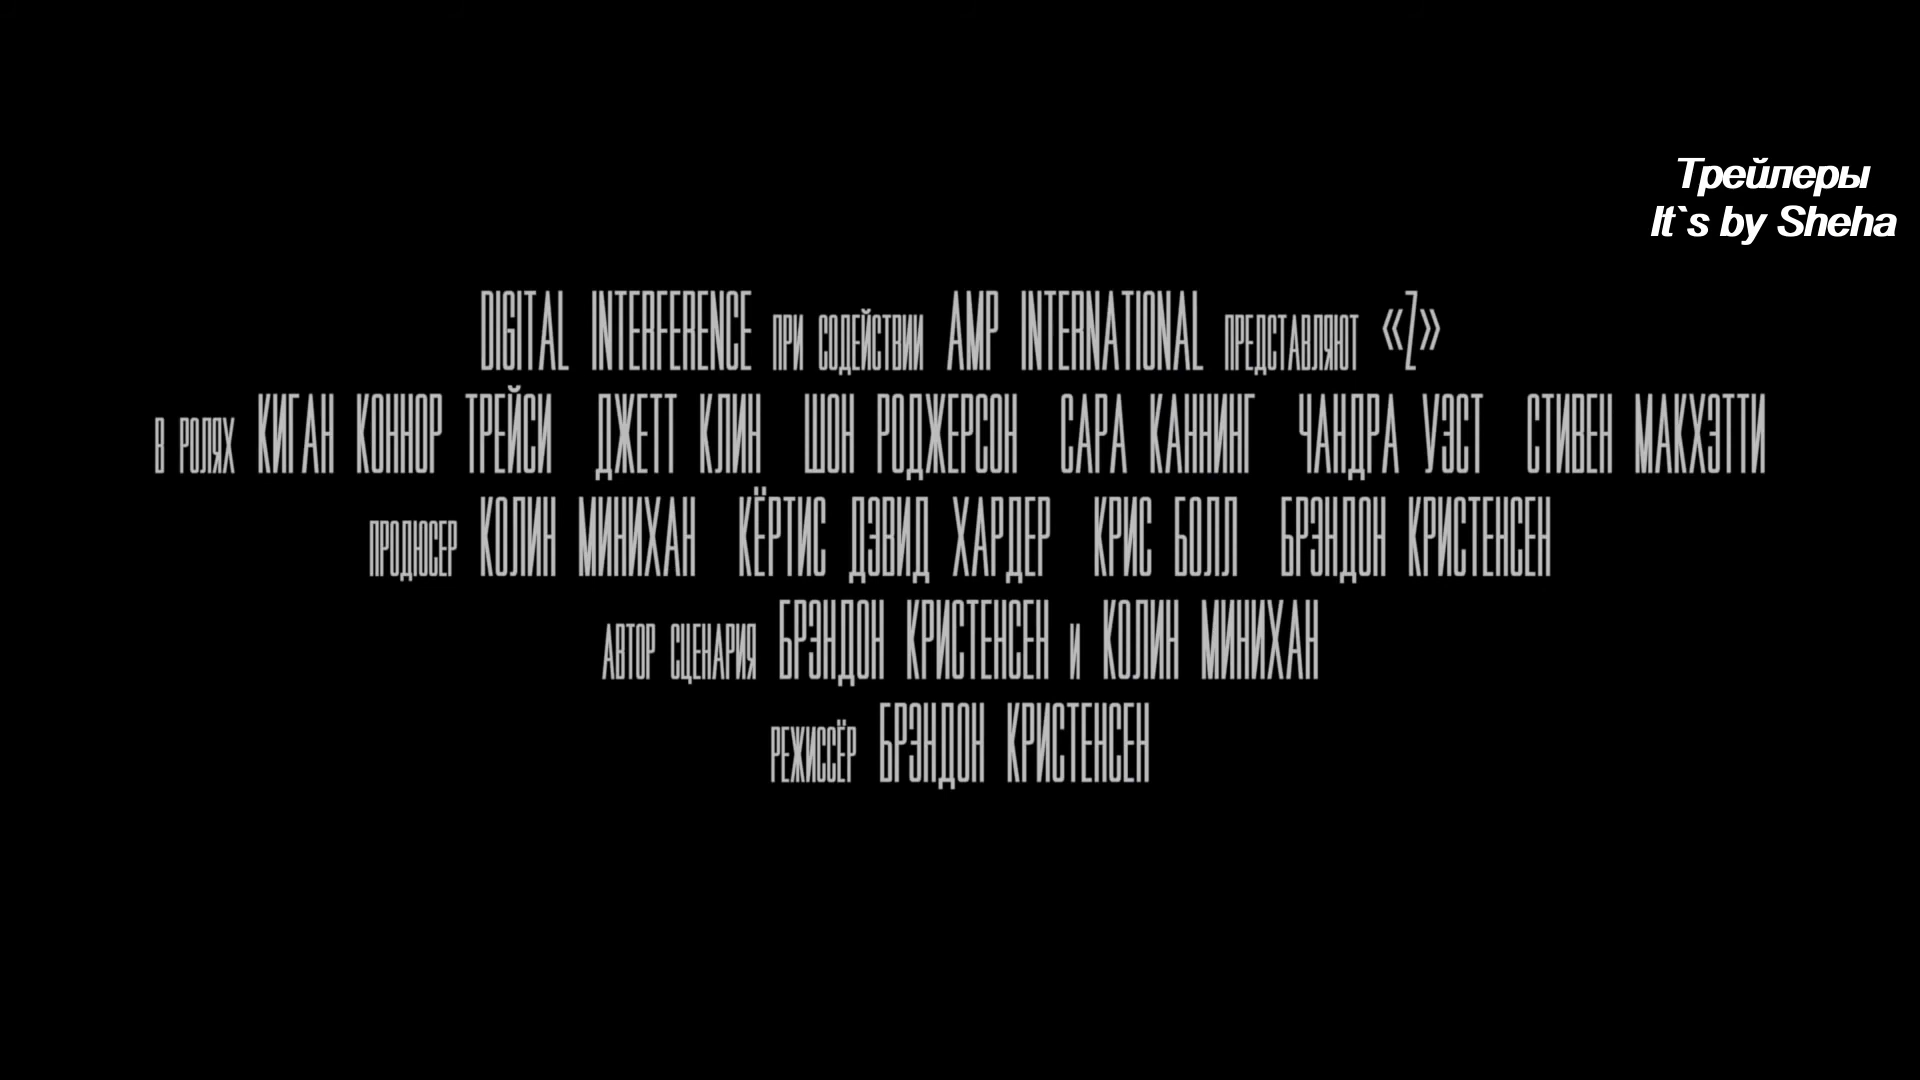 Трейлеры
It`s by Sheha
DIGITAL INTERFERENCE ПРИ СОДЕЙСТВИИ AMP INTERNATIONAL ПРЕДСТАВЛЯЮТ «Z»
В РОЛЯХ КИГАН КОННОР ТРЕЙСИ ДЖЕТТ КЛИН ШОН РОДЖЕРСОН САРА КАННИНГ ЧАНДРА УЭСТ СТИВЕН МАКХЭТТИ
ПРОДЮСЕР КОЛИН МИНИХАН КЁРТИС ДЭВИД ХАРДЕР КРИС БОЛЛ БРЭНДОН КРИСТЕНСЕН
АВТОР СЦЕНАРИЯ БРЭНДОН КРИСТЕНСЕН И КОЛИН МИНИХАН
РЕЖИССЁР БРЭНДОН КРИСТЕНСЕН